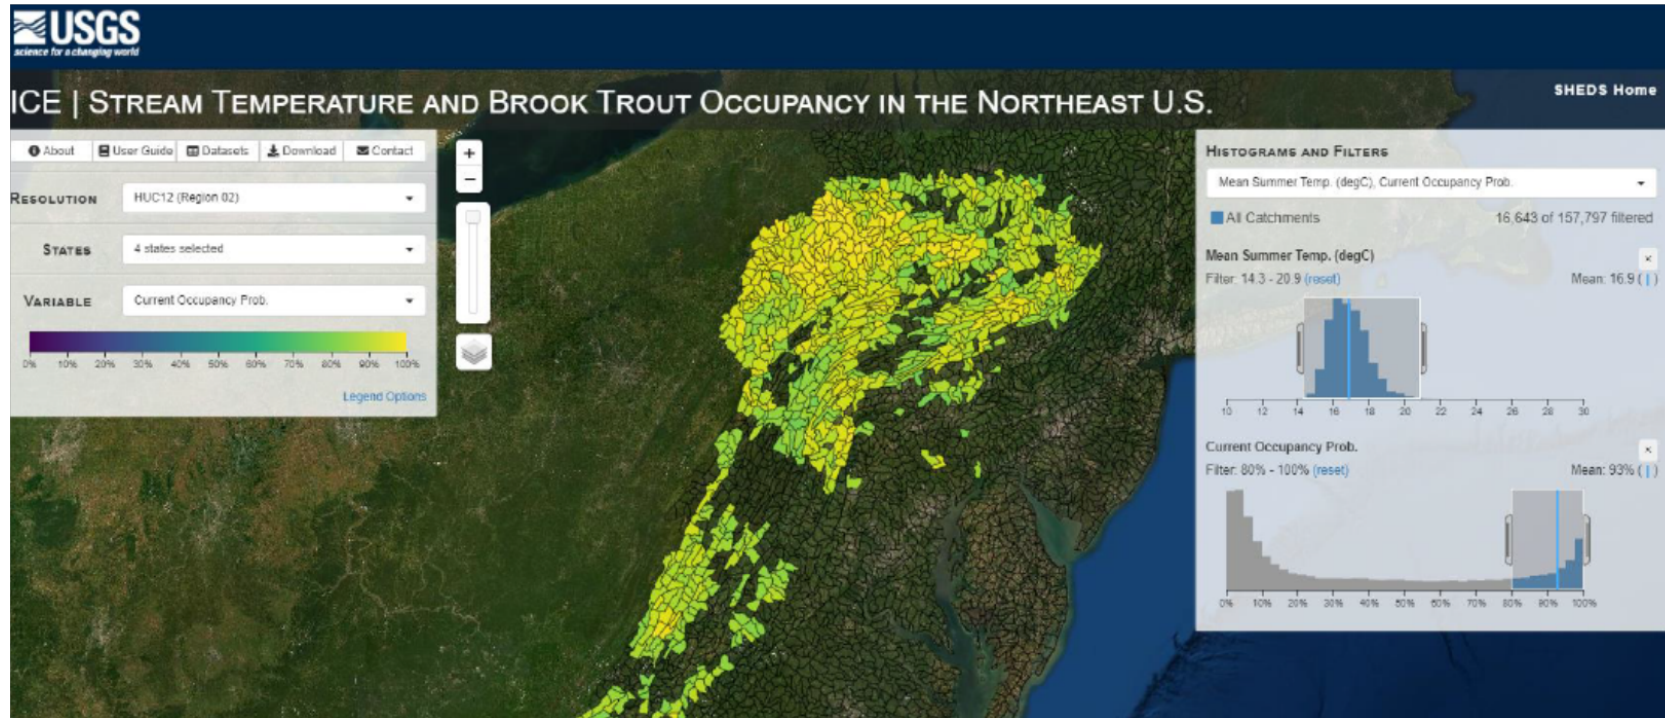 USGS
science for a changing world
ICE | STREAM TEMPERATURE AND BROOK TROUT OCCUPANCY IN THE NORTHEAST U.S.
SHEDS Home
About User Guide Datasets Download Contact
RESOLUTION HUC12 (Region 02)
STATES 4 states selected
VARIABLE Current Occupancy Prob.
0% 10% 20% 30% 40% 50% 60% 70% 80% 90% 100%
Legend Options
+
−
HISTOGRAMS AND FILTERS
Mean Summer Temp. (degC), Current Occupancy Prob.
All Catchments 16,643 of 157,797 filtered
Mean Summer Temp. (degC) ×
Filter: 14.3 - 20.9 (reset) Mean: 16.9 ( | )
10 12 14 16 18 20 22 24 26 28 30
Current Occupancy Prob. ×
Filter: 80% - 100% (reset) Mean: 93% ( | )
0% 10% 20% 30% 40% 50% 60% 70% 80% 90% 100%